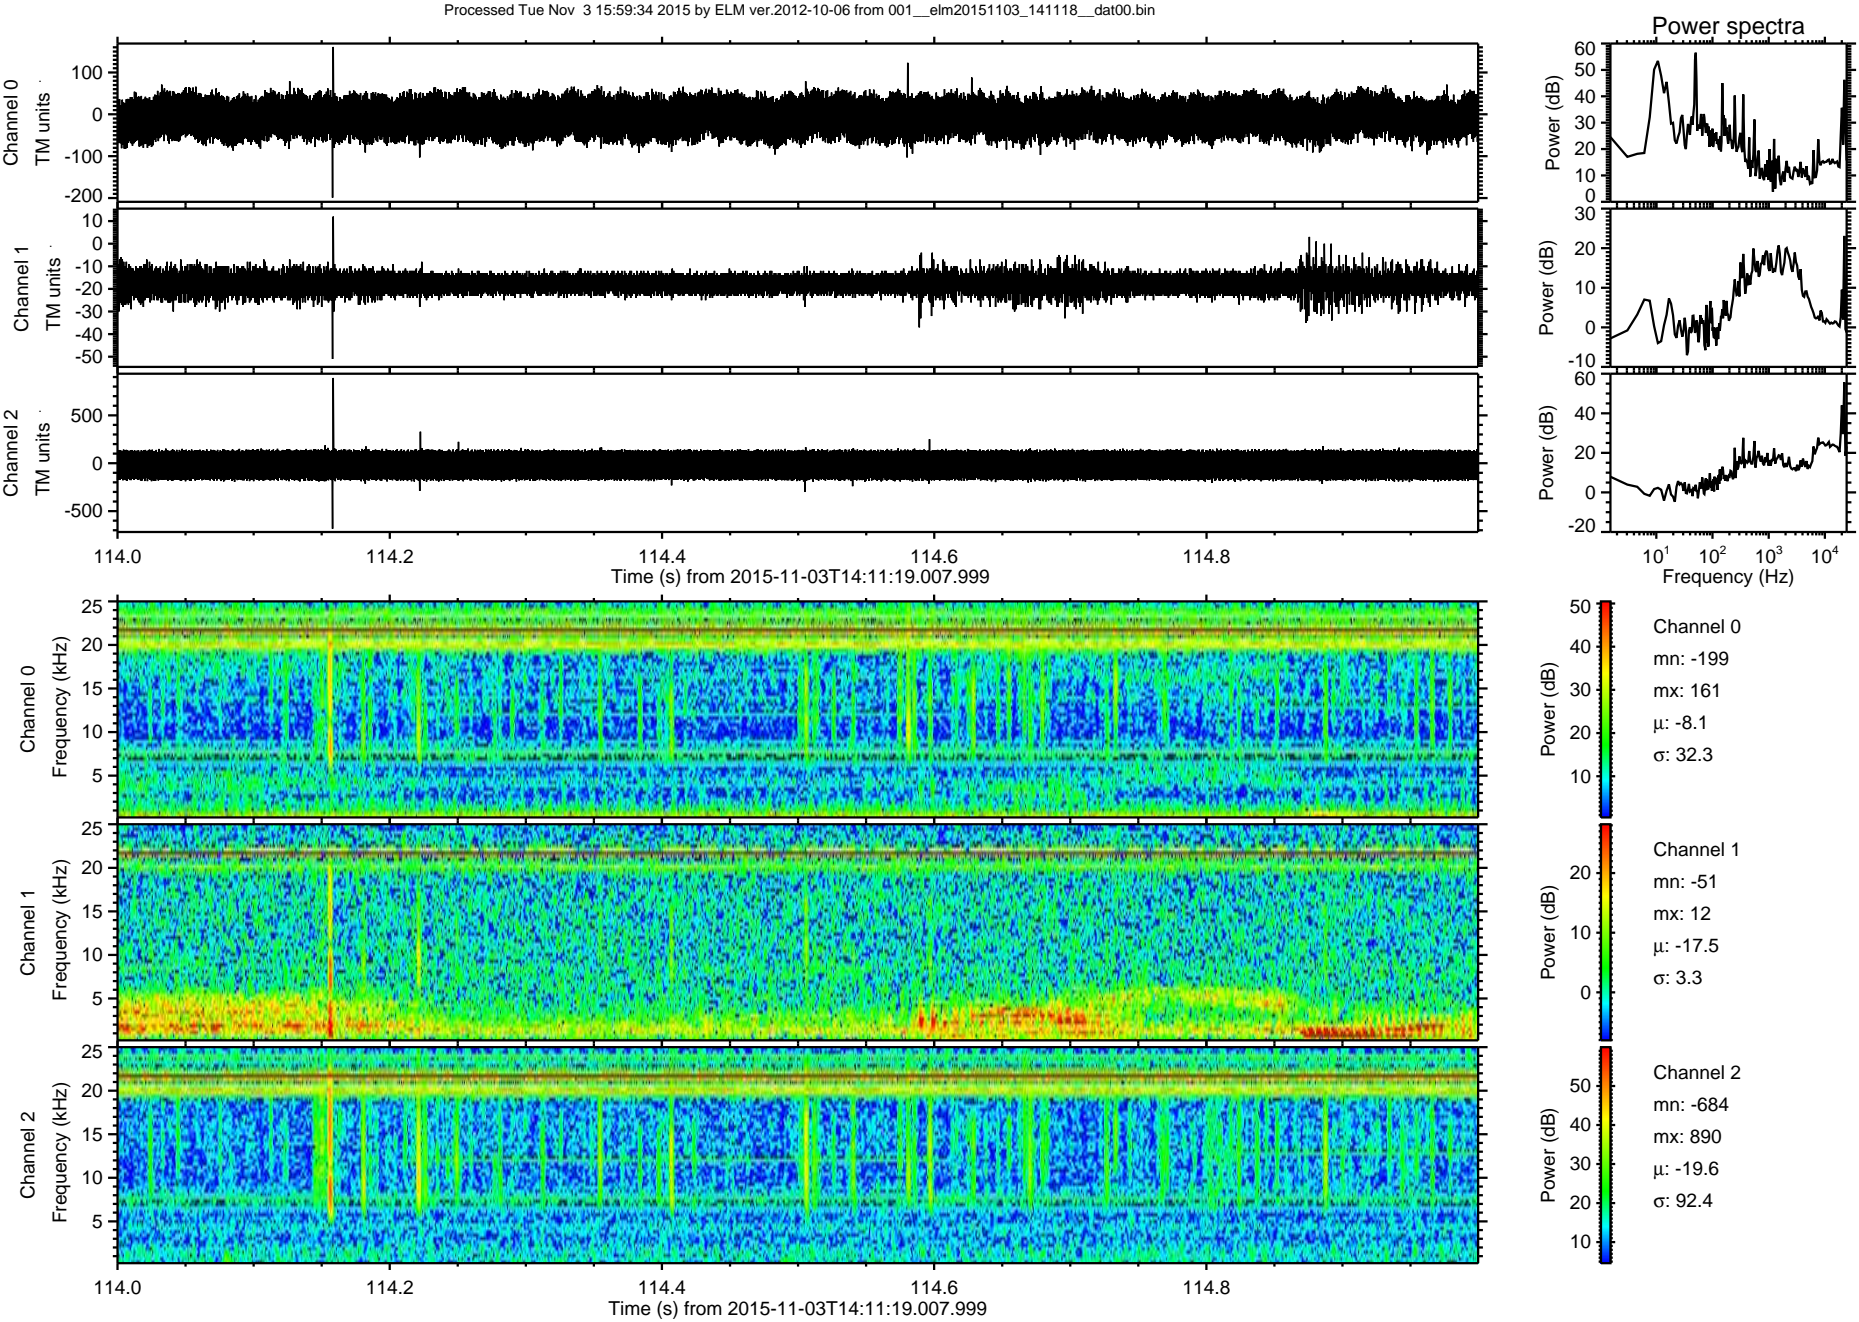 Processed Tue Nov  3 15:59:34 2015 by ELM ver.2012-10-06 from 001__elm20151103_141118__dat00.bin
Power spectra
Channel 0
TM units
100
0
-100
-200
Power (dB)
60
50
40
30
20
10
0
Channel 1
TM units
10
0
-10
-20
-30
-40
-50
Power (dB)
30
20
10
0
-10
Channel 2
TM units
500
0
-500
Power (dB)
60
40
20
0
-20
114.0 114.2 114.4 114.6 114.8
Time (s) from 2015-11-03T14:11:19.007.999
10¹ 10² 10³ 10⁴
Frequency (Hz)
Channel 0
Frequency (kHz)
25
20
15
10
5
Power (dB)
50
40
30
20
10
Channel 0
mn: -199
mx: 161
μ: -8.1
σ: 32.3
Channel 1
Frequency (kHz)
25
20
15
10
5
Power (dB)
20
10
0
Channel 1
mn: -51
mx: 12
μ: -17.5
σ: 3.3
Channel 2
Frequency (kHz)
25
20
15
10
5
Power (dB)
50
40
30
20
10
Channel 2
mn: -684
mx: 890
μ: -19.6
σ: 92.4
114.0 114.2 114.4 114.6 114.8
Time (s) from 2015-11-03T14:11:19.007.999